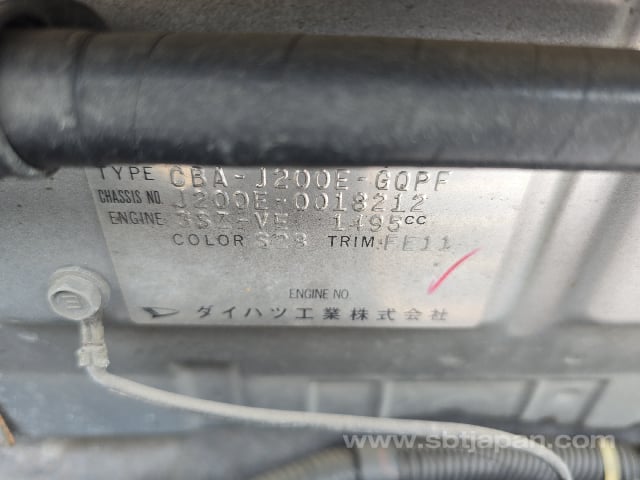 TYPE CBA-J200E-GQPF
CHASSIS NO. J200E-0018212
ENGINE 3SZ-VE 1495cc
COLOR S28 TRIM:FE11
ENGINE NO.
ダイハツ工業株式会社
www.sbtjapan.com